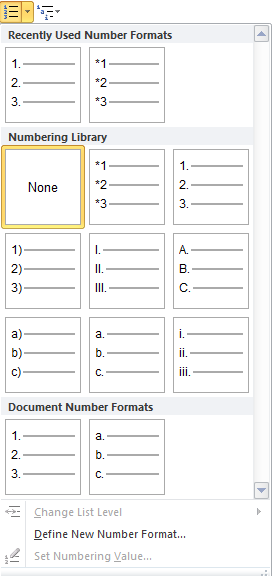 Recently Used Number Formats
1. *1
2. *2
3. *3
Numbering Library
None *1 1.
*2 2.
*3 3.
1) I. A.
2) II. B.
3) III. C.
a) a. i.
b) b. ii.
c) c. iii.
Document Number Formats
1. a.
2. b.
3. c.
Change List Level
Define New Number Format...
Set Numbering Value...